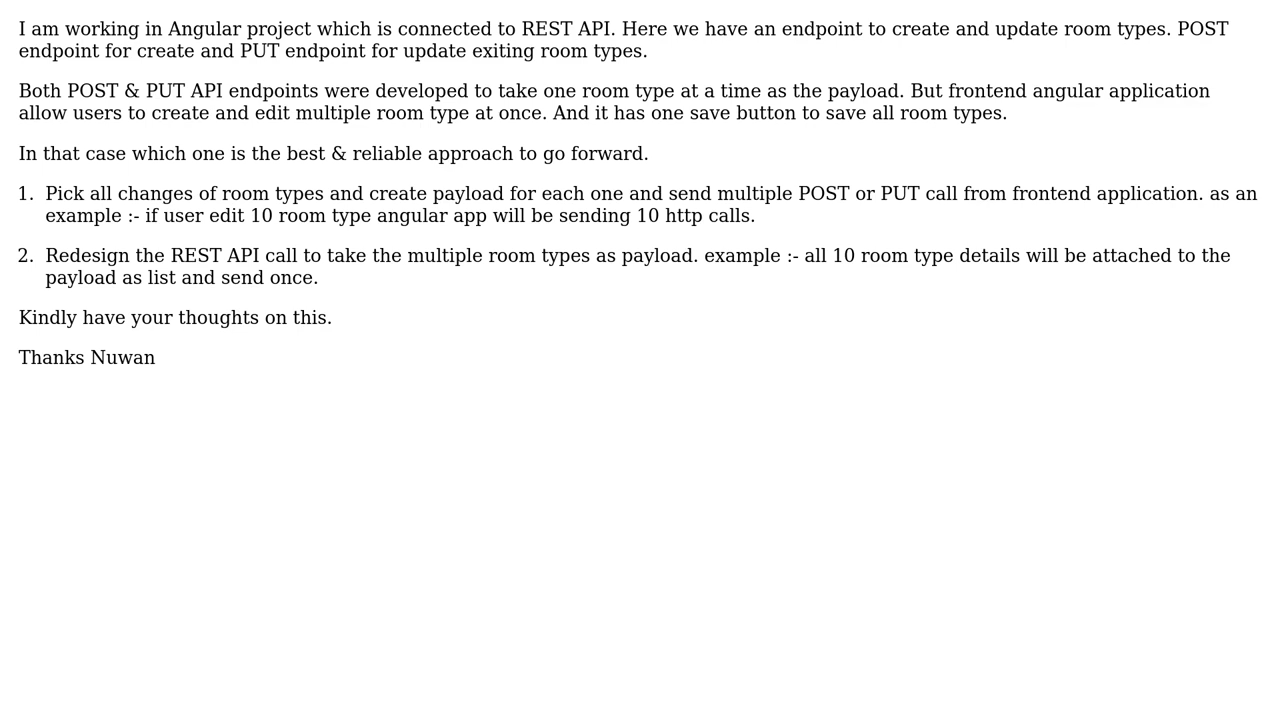 I am working in Angular project which is connected to REST API. Here we have an endpoint to create and update room types. POST
endpoint for create and PUT endpoint for update exiting room types.
Both POST & PUT API endpoints were developed to take one room type at a time as the payload. But frontend angular application
allow users to create and edit multiple room type at once. And it has one save button to save all room types.
In that case which one is the best & reliable approach to go forward.
1. Pick all changes of room types and create payload for each one and send multiple POST or PUT call from frontend application. as an
example :- if user edit 10 room type angular app will be sending 10 http calls.
2. Redesign the REST API call to take the multiple room types as payload. example :- all 10 room type details will be attached to the
payload as list and send once.
Kindly have your thoughts on this.
Thanks Nuwan